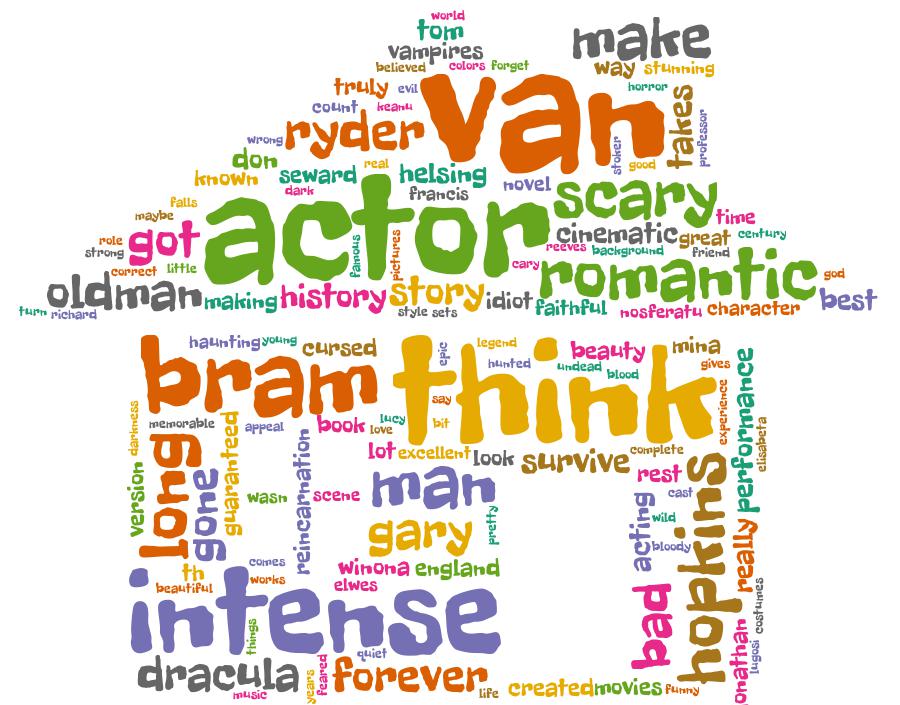 world
tom
make
vampires
believed colors forget way stunning
truly evil van horror
count keanu takes
ryder professor
wrong stoker good
don real
known seward helsing
dark francis novel scary
falls actor
maybe time
role got famous pictures cinematic great century
strong reeves background friend
correct little cary romantic god
oldman making history story idiot faithful best
turn richard style sets nosferatu character
haunting young cursed epic legend beauty mina
bram think hunted undead blood gives
say experience performance
darkness memorable appeal book lucy love bit elisabeta
long guaranteed lot excellent look survive complete
version gone reincarnation man rest hopkins
wasn scene acting cast
gary pretty wild
bloody really
th comes winona england
beautiful works elwes bad costumes
intense
things quiet jonathan lugosi
dracula feared forever
music years life created movies funny